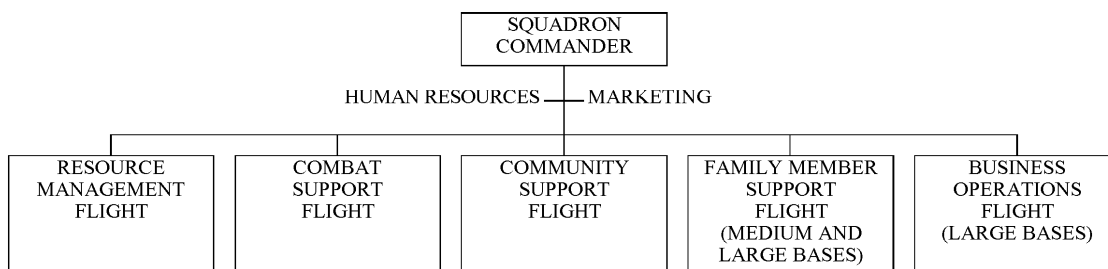 SQUADRON
COMMANDER
HUMAN RESOURCES
MARKETING
RESOURCE
MANAGEMENT
FLIGHT
COMBAT
SUPPORT
FLIGHT
COMMUNITY
SUPPORT
FLIGHT
FAMILY MEMBER
SUPPORT
FLIGHT
(MEDIUM AND
LARGE BASES)
BUSINESS
OPERATIONS
FLIGHT
(LARGE BASES)